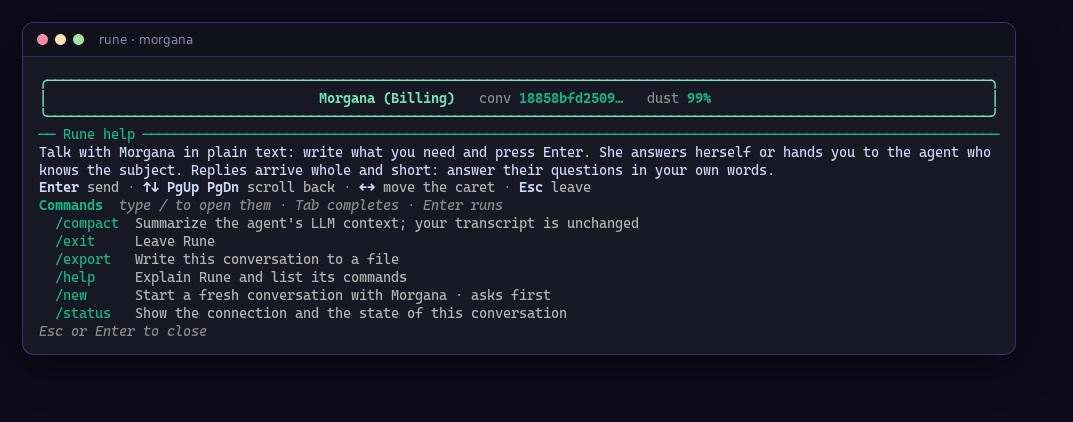 rune · morgana
Morgana (Billing) conv 18858bfd2509… dust 99%
Rune help
Talk with Morgana in plain text: write what you need and press Enter. She answers herself or hands you to the agent who
knows the subject. Replies arrive whole and short: answer their questions in your own words.
Enter send · ↑↓ PgUp PgDn scroll back · ←→ move the caret · Esc leave
Commands type / to open them · Tab completes · Enter runs
/compact Summarize the agent's LLM context; your transcript is unchanged
/exit Leave Rune
/export Write this conversation to a file
/help Explain Rune and list its commands
/new Start a fresh conversation with Morgana · asks first
/status Show the connection and the state of this conversation
Esc or Enter to close